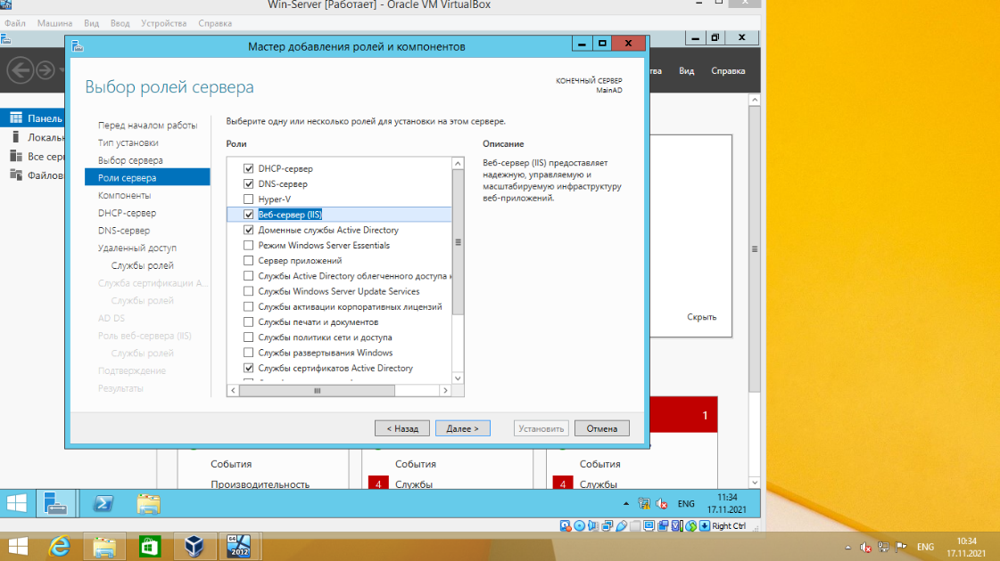 Win-Server [Работает] - Oracle VM VirtualBox
Файл Машина Вид Ввод Устройства Справка
Мастер добавления ролей и компонентов
Вид Справка
Выбор ролей сервера
КОНЕЧНЫЙ СЕРВЕР
MainAD
Панель
Все
Перед началом работы
Тип установки
Выбор сервера
Роли сервера
Компоненты
DHCP-сервер
DNS-сервер
Удаленный доступ
Службы ролей
Служба сертификации A...
Службы ролей
AD DS
Роль веб-сервера (IIS)
Службы ролей
Подтверждение
Результаты
Выберите одну или несколько ролей для установки на этом сервере.
Роли
DHCP-сервер
DNS-сервер
Hyper-V
Веб-сервер (IIS)
Доменные службы Active Directory
Режим Windows Server Essentials
Сервер приложений
Службы Active Directory облегченного доступа
Службы Windows Server Update Services
Службы активации корпоративных лицензий
Службы печати и документов
Службы политики сети и доступа
Службы развертывания Windows
Службы сертификатов Active Directory
Описание
Веб-сервер (IIS) предоставляет
надежную, управляемую и
масштабируемую инфраструктуру
веб-приложений.
Скрыть
< Назад Далее > Установить Отмена
1
События События События
Производительность 4 Службы 4 Службы
ENG
11:34
17.11.2021
Right Ctrl
64
2012
ENG
10:34
17.11.2021